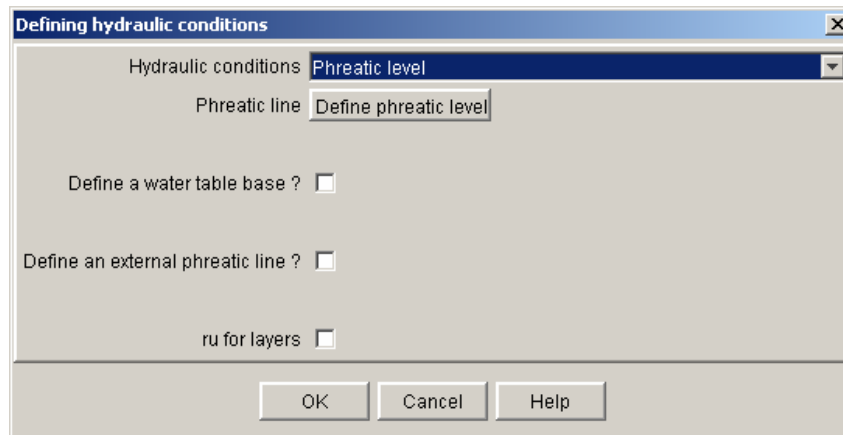 Defining hydraulic conditions
Hydraulic conditions Phreatic level
Phreatic line Define phreatic level
Define a water table base ?
Define an external phreatic line ?
ru for layers
OK Cancel Help